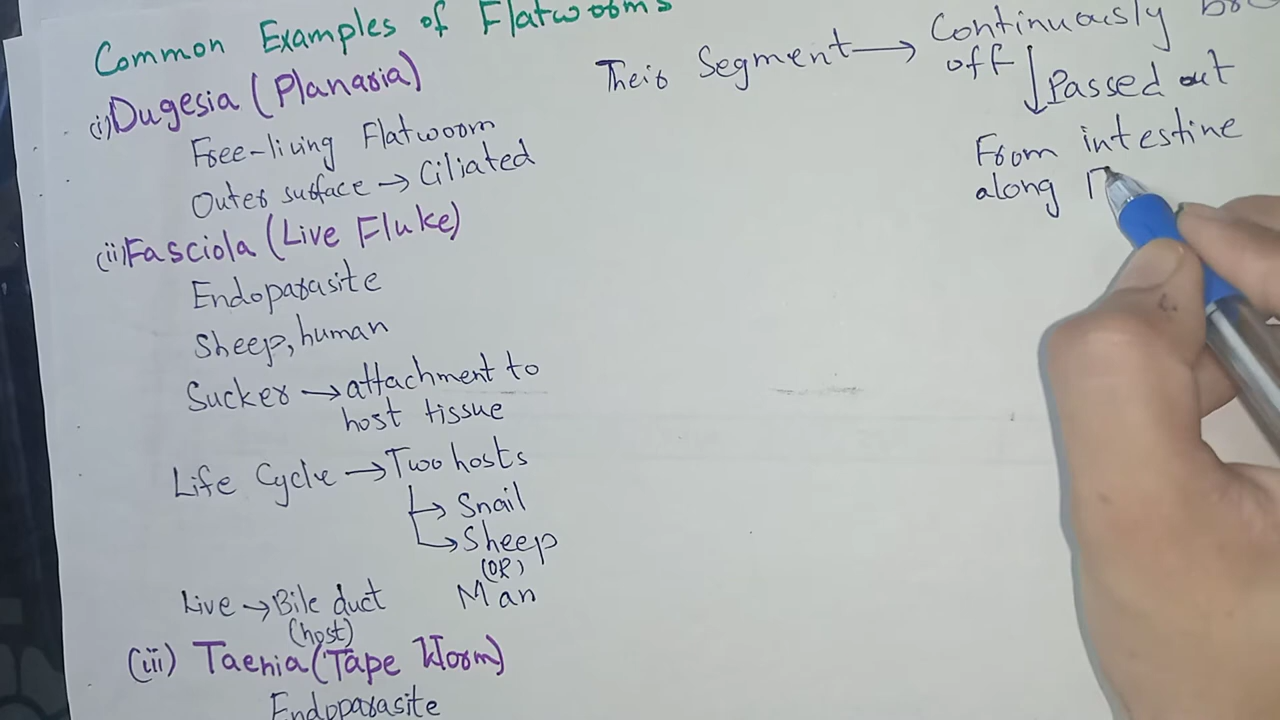 Common Examples of Flatworms
(i) Dugesia (Planaria)
Free-living Flatworm
Outer surface → Ciliated
(ii) Fasciola (Live Fluke)
Endoparasite
Sheep, human
Sucker → attachment to
host tissue
Life Cycle → Two hosts
→ Snail
→ Sheep
(OR)
Man
Live → Bile duct
(host)
(iii) Taenia (Tape Worm)
Endoparasite
Their Segment → Continuously
off ↓ Passed out
From intestine
along